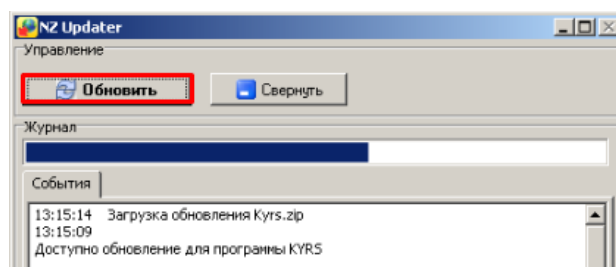 NZ Updater
Управление
Обновить
Свернуть
Журнал
События
13:15:14 Загрузка обновления Kyrs.zip
13:15:09
Доступно обновление для программы KYRS